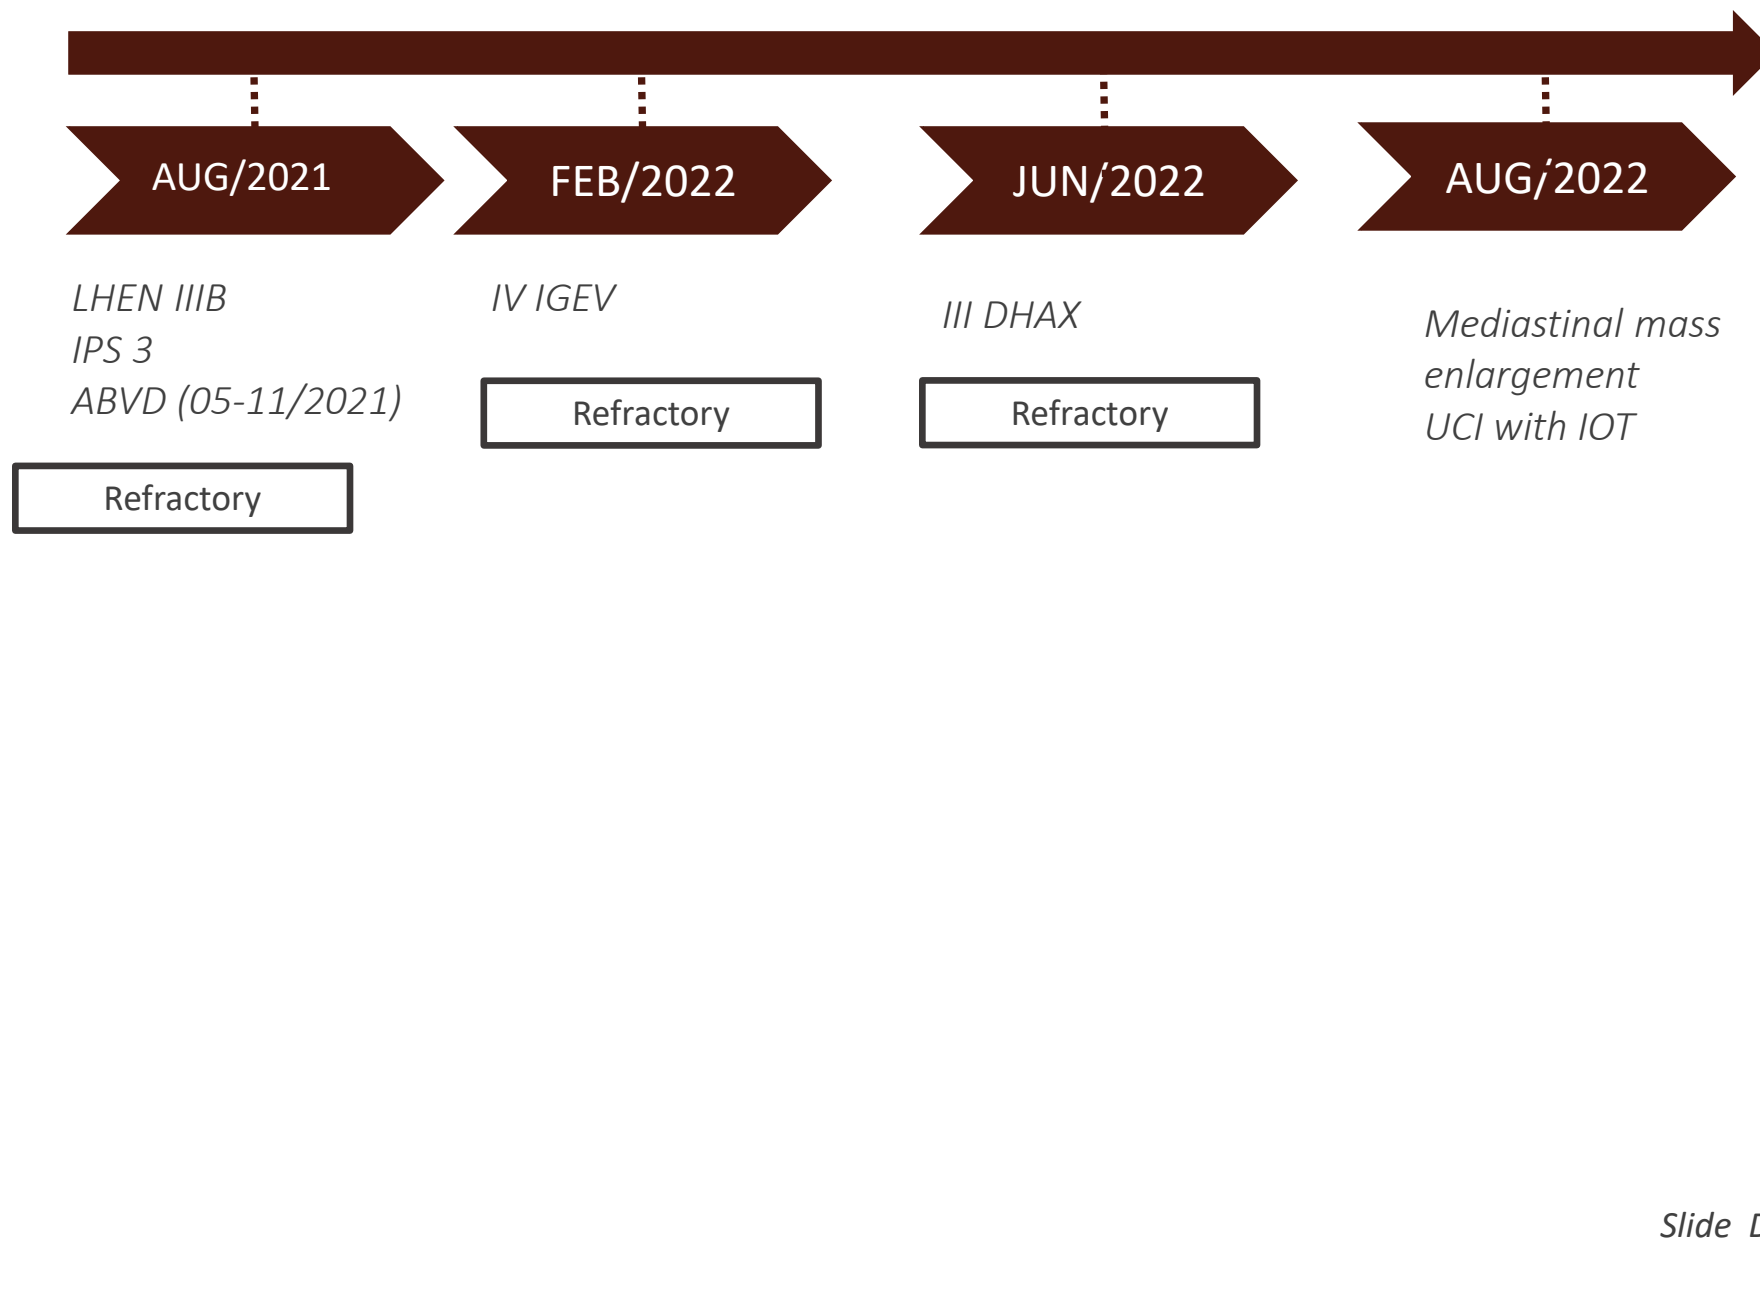 AUG/2021
FEB/2022
JUN/2022
AUG/2022
LHEN IIIB
IPS 3
ABVD (05-11/2021)
Refractory
IV IGEV
Refractory
III DHAX
Refractory
Mediastinal mass
enlargement
UCI with IOT
Slide